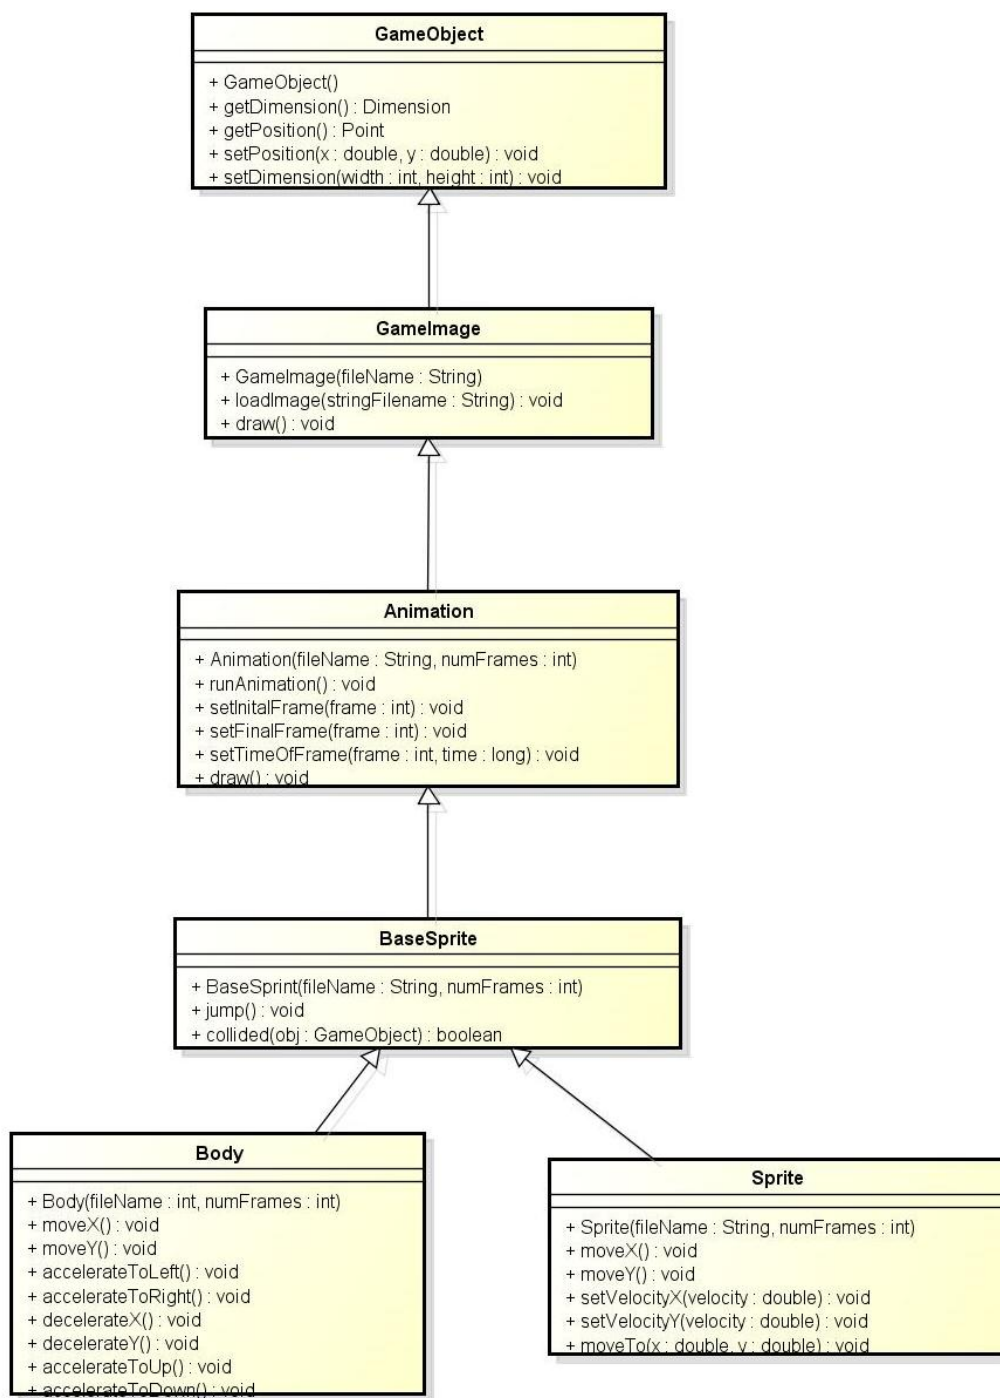 GameObject
+ GameObject()
+ getDimension() : Dimension
+ getPosition() : Point
+ setPosition(x : double, y : double) : void
+ setDimension(width : int, height : int) : void
GameImage
+ GameImage(fileName : String)
+ loadImage(stringFilename : String) : void
+ draw() : void
Animation
+ Animation(fileName : String, numFrames : int)
+ runAnimation() : void
+ setInitalFrame(frame : int) : void
+ setFinalFrame(frame : int) : void
+ setTimeOfFrame(frame : int, time : long) : void
+ draw() : void
BaseSprite
+ BaseSprint(fileName : String, numFrames : int)
+ jump() : void
+ collided(obj : GameObject) : boolean
Body
+ Body(fileName : int, numFrames : int)
+ moveX() : void
+ moveY() : void
+ accelerateToLeft() : void
+ accelerateToRight() : void
+ decelerateX() : void
+ decelerateY() : void
+ accelerateToUp() : void
+ accelerateToDown() : void
Sprite
+ Sprite(fileName : String, numFrames : int)
+ moveX() : void
+ moveY() : void
+ setVelocityX(velocity : double) : void
+ setVelocityY(velocity : double) : void
+ moveTo(x : double, y : double) : void